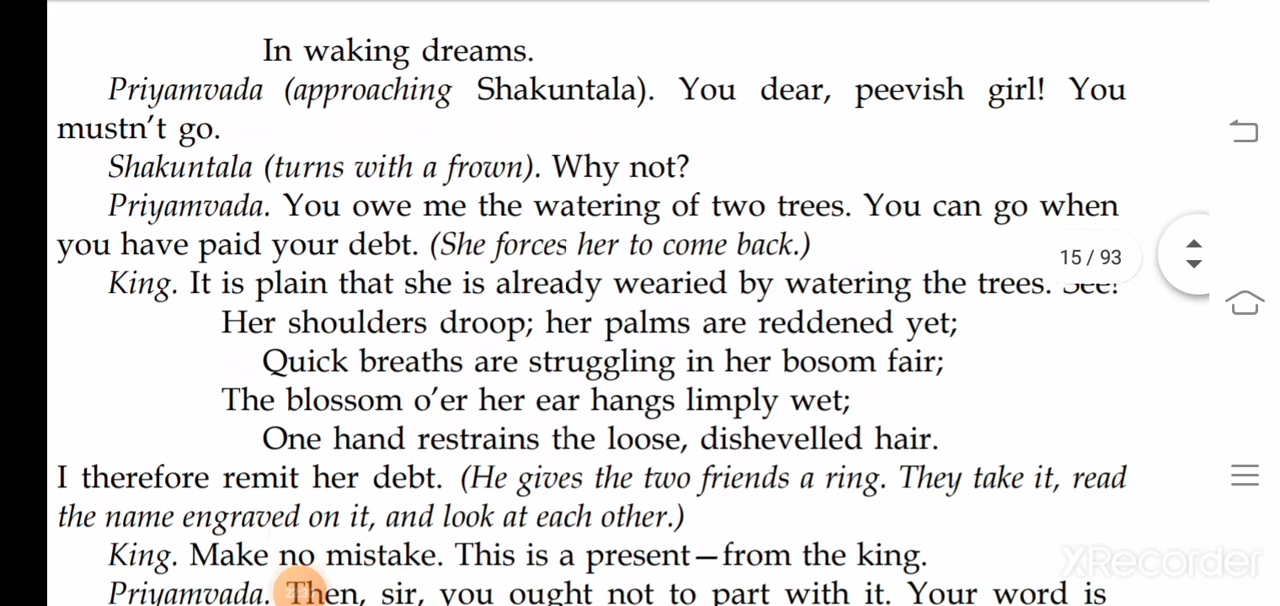 In waking dreams.
Priyamvada (approaching Shakuntala). You dear, peevish girl! You
mustn't go.
Shakuntala (turns with a frown). Why not?
Priyamvada. You owe me the watering of two trees. You can go when
you have paid your debt. (She forces her to come back.)
15 / 93
King. It is plain that she is already wearied by watering the trees. See!
Her shoulders droop; her palms are reddened yet;
Quick breaths are struggling in her bosom fair;
The blossom o'er her ear hangs limply wet;
One hand restrains the loose, dishevelled hair.
I therefore remit her debt. (He gives the two friends a ring. They take it, read
the name engraved on it, and look at each other.)
King. Make no mistake. This is a present—from the king.
XRecorder
Priyamvada. Then, sir, you ought not to part with it. Your word is